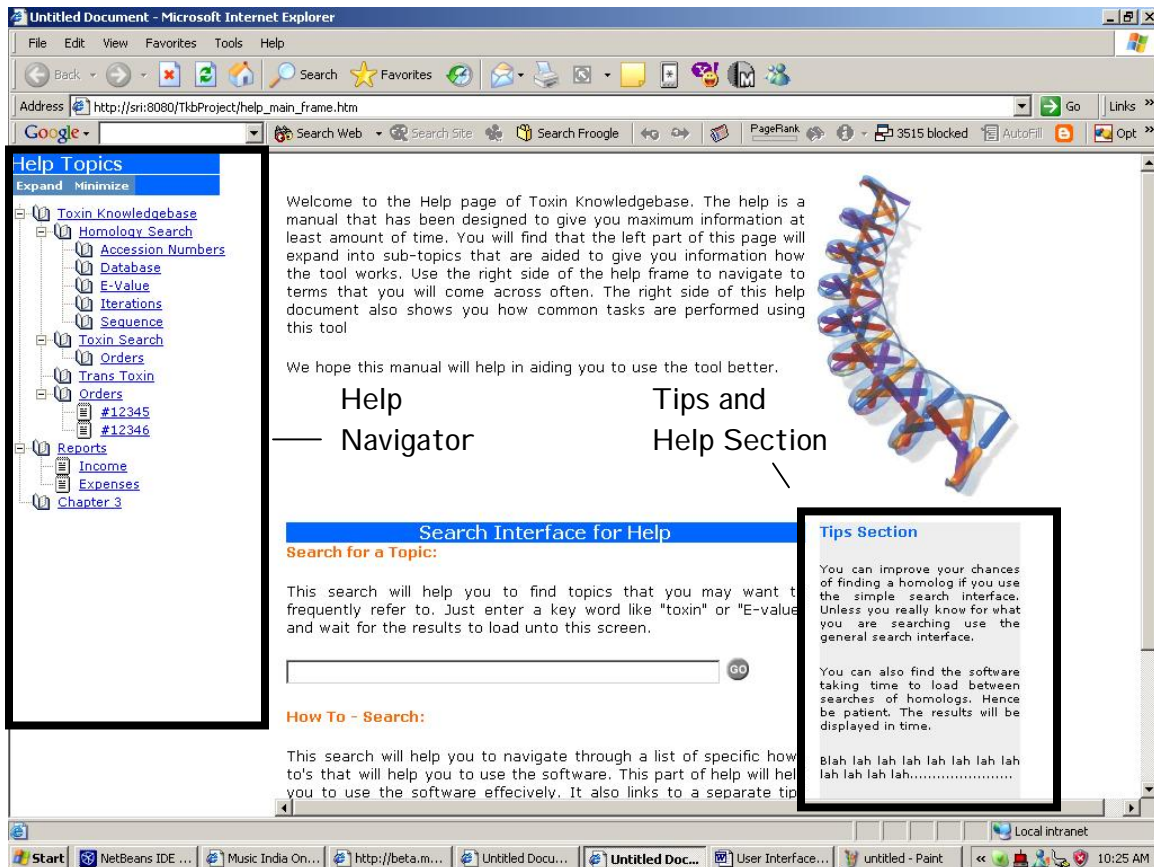 Untitled Document - Microsoft Internet Explorer
File Edit View Favorites Tools Help
Back Search Favorites
Address http://sri:8080/TkbProject/help_main_frame.htm Go Links »
Google Search Web Search Site Search Froogle PageRank 3515 blocked AutoFill Opt »
Help Topics
Expand Minimize
Toxin Knowledgebase
Homology Search
Accession Numbers
Database
E-Value
Iterations
Sequence
Toxin Search
Orders
Trans Toxin
Orders
#12345
#12346
Reports
Income
Expenses
Chapter 3
Welcome to the Help page of Toxin Knowledgebase. The help is a
manual that has been designed to give you maximum information at
least amount of time. You will find that the left part of this page will
expand into sub-topics that are aided to give you information how
the tool works. Use the right side of the help frame to navigate to
terms that you will come across often. The right side of this help
document also shows you how common tasks are performed using
this tool
We hope this manual will help in aiding you to use the tool better.
Help
Navigator
Tips and
Help Section
Search Interface for Help
Search for a Topic:
This search will help you to find topics that you may want t
frequently refer to. Just enter a key word like "toxin" or "E-value
and wait for the results to load unto this screen.
GO
How To - Search:
This search will help you to navigate through a list of specific how
to's that will help you to use the software. This part of help will hel
you to use the software effecively. It also links to a separate tip
Tips Section
You can improve your chances
of finding a homolog if you use
the simple search interface.
Unless you really know for what
you are searching use the
general search interface.
You can also find the software
taking time to load between
searches of homologs. Hence
be patient. The results will be
displayed in time.
Blah lah lah lah lah lah lah lah
lah lah lah lah.......................
Local intranet
Start NetBeans IDE ... Music India On... http://beta.m... Untitled Docu... Untitled Doc... User Interface... untitled - Paint « 10:25 AM